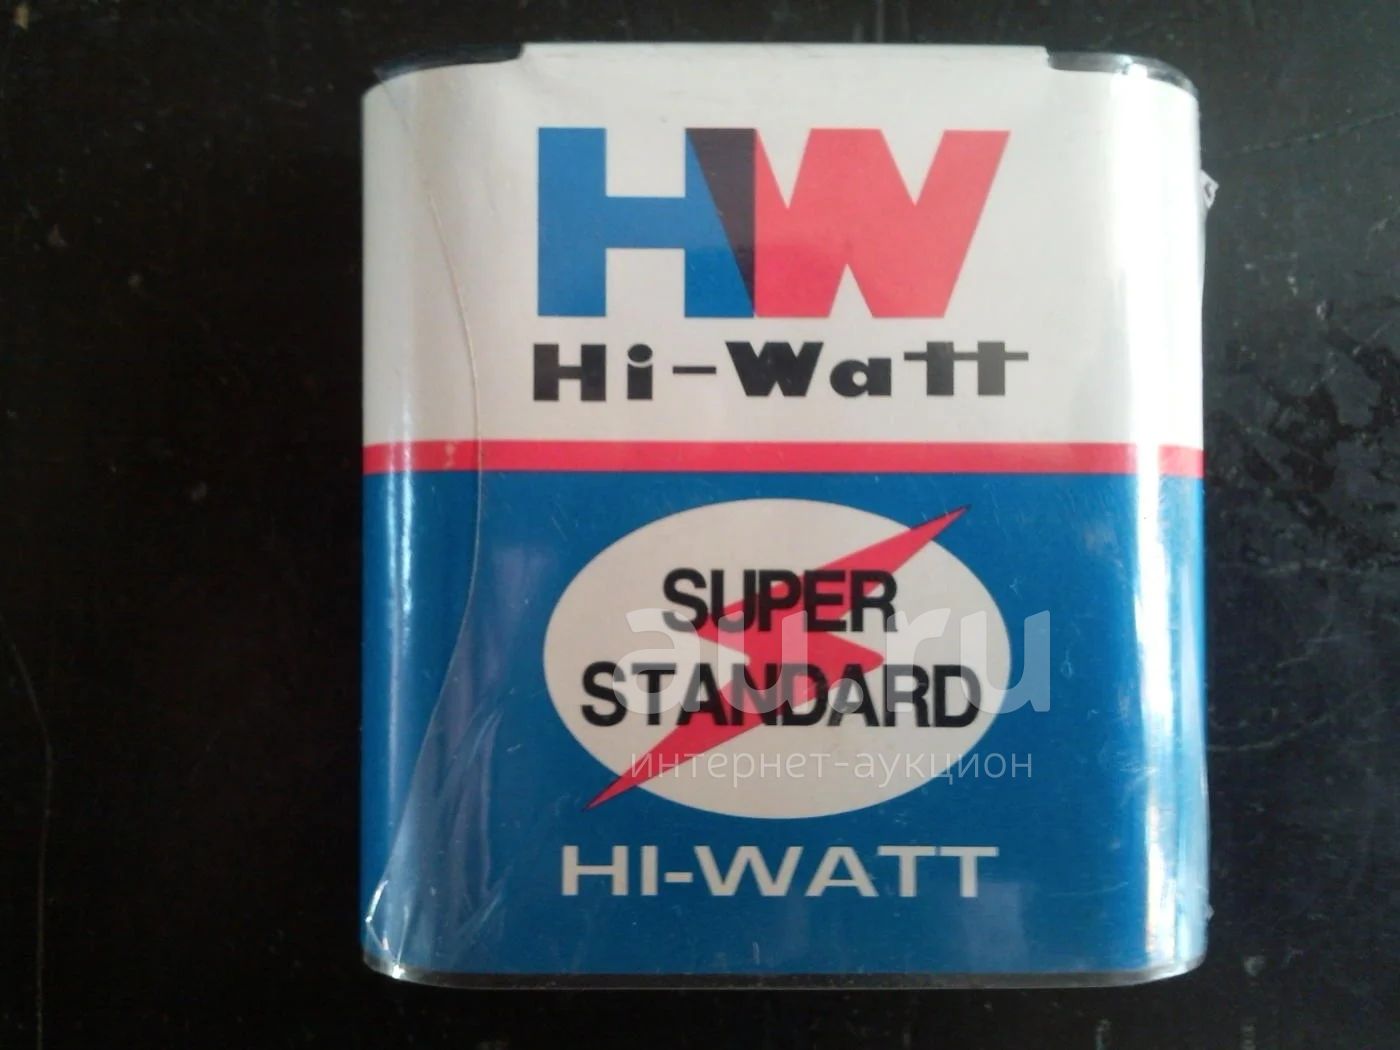 HW
Hi-Watt
SUPER
STANDARD
au.ru
интернет-аукцион
HI-WATT